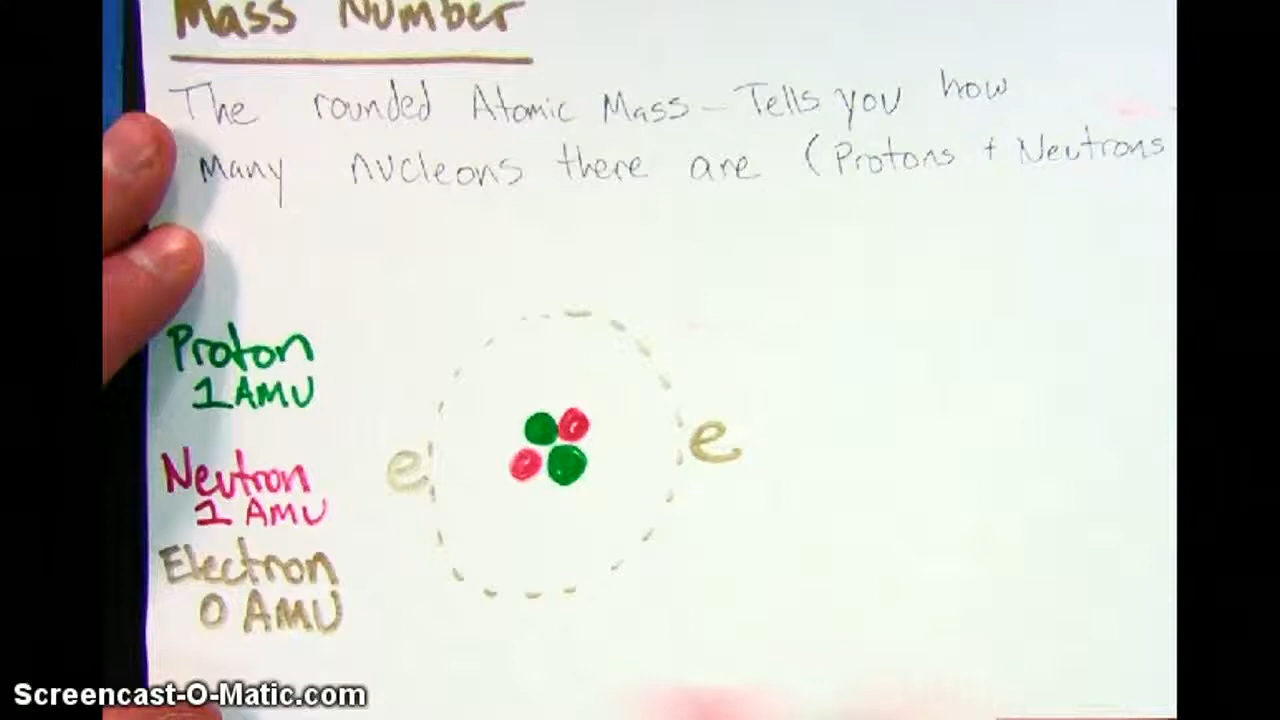 Mass Number
The rounded Atomic Mass - Tells you how
Many nucleons there are (Protons + Neutrons
Proton
1 AMU
e
e
Neutron
1 AMU
Electron
0 AMU
Screencast-O-Matic.com